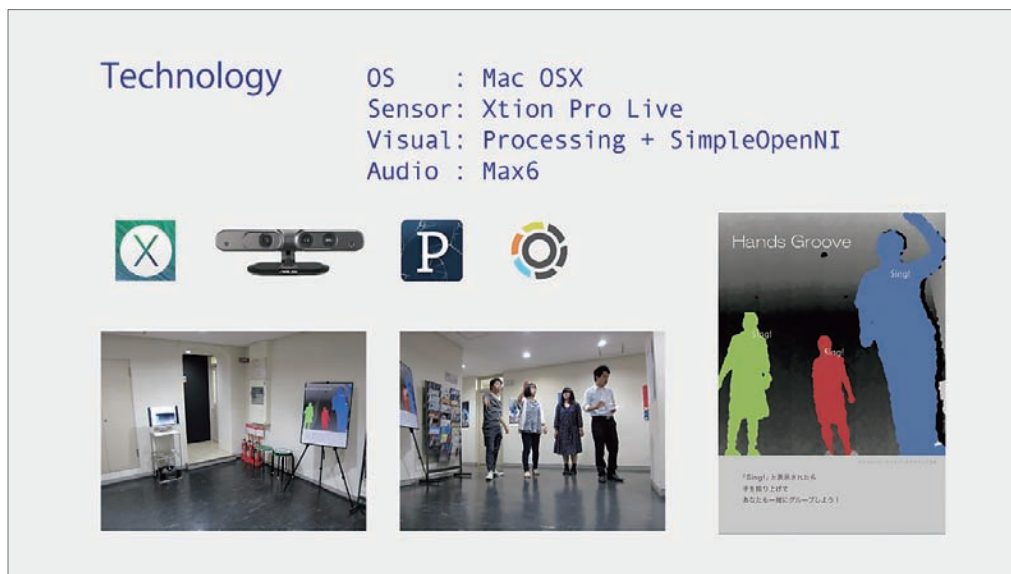 Technology
OS : Mac OSX
Sensor: Xtion Pro Live
Visual: Processing + SimpleOpenNI
Audio : Max6
X
P
Hands Groove
Sing!
Sing!
Sing!
「Sing!」と表示されたら
手を振り上げて
あなたも一緒にグルーブしよう！